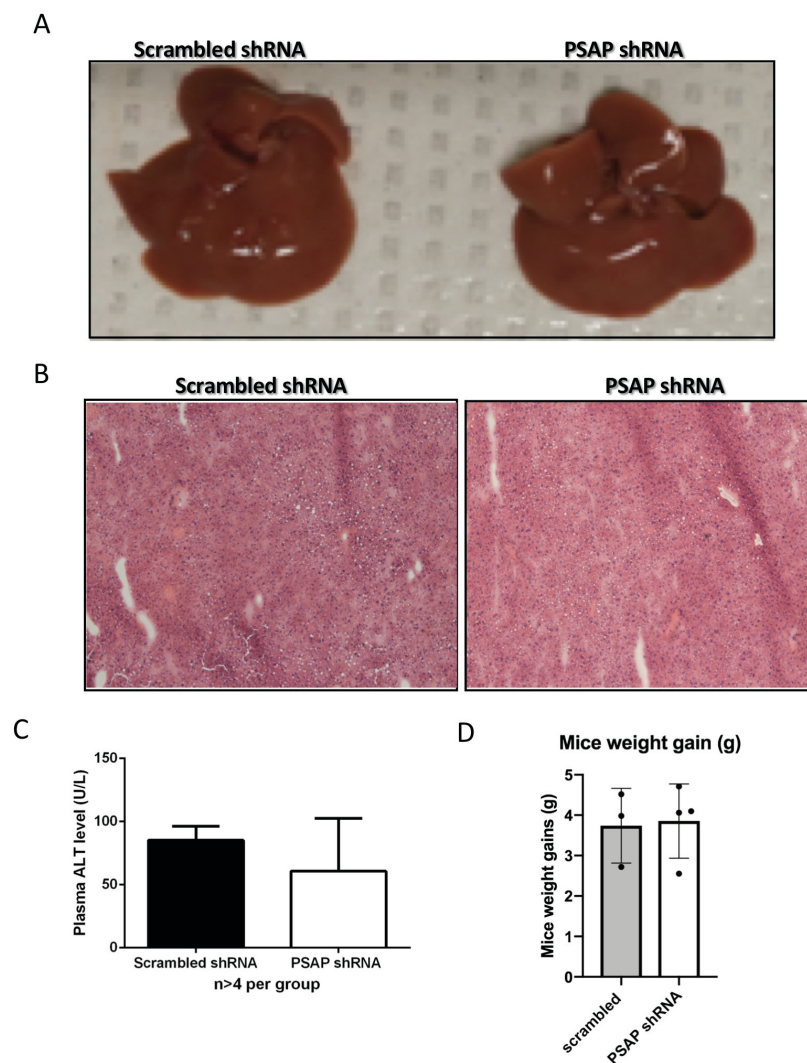 A
Scrambled shRNA PSAP shRNA
B
Scrambled shRNA PSAP shRNA
C
Plasma ALT level (U/L)
150
100
50
0
Scrambled shRNA PSAP shRNA
n>4 per group
D
Mice weight gain (g)
Mice weight gains (g)
5
4
3
2
1
0
scrambled
PSAP shRNA